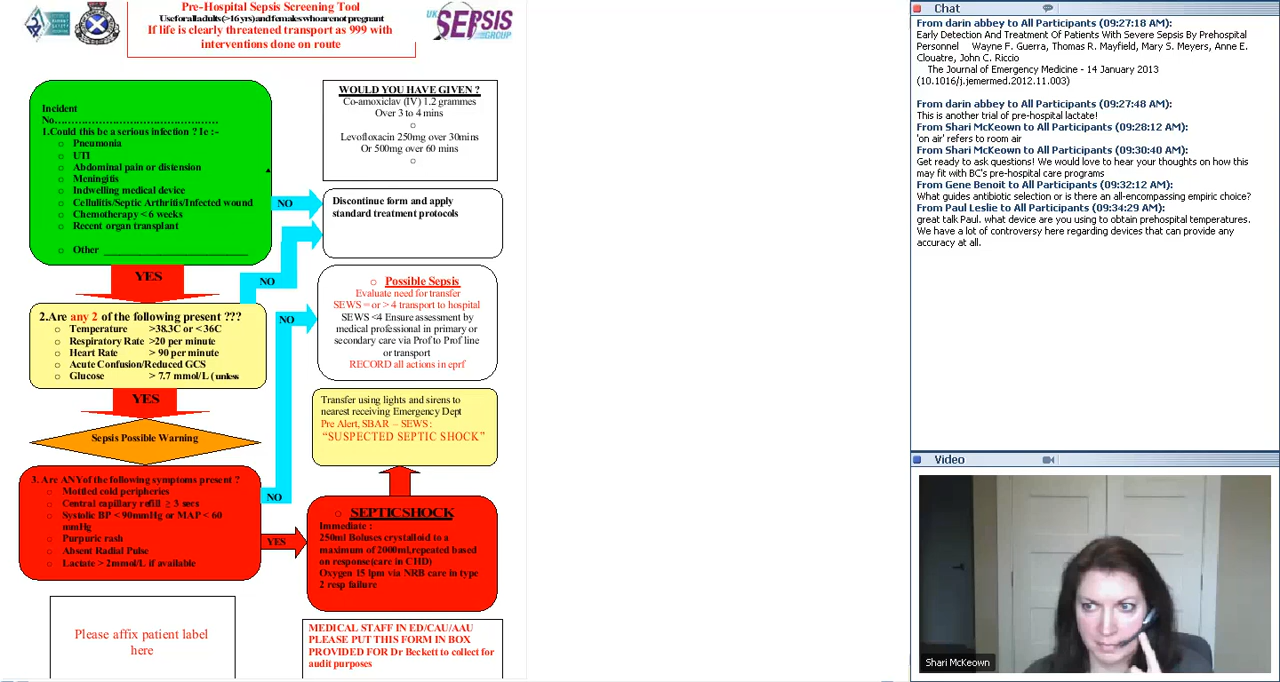 Pre-Hospital Sepsis Screening Tool
Use for all adults (>16 yrs) and females who are not pregnant
If life is clearly threatened transport as 999 with
interventions done on route
UK
SEPSIS
GROUP
Incident
No……………………………………
1.Could this be a serious infection ? Ie :-
o Pneumonia
o UTI
o Abdominal pain or distension
o Meningitis
o Indwelling medical device
o Cellulitis/Septic Arthritis/Infected wound
o Chemotherapy < 6 weeks
o Recent organ transplant
o Other ____________________________
WOULD YOU HAVE GIVEN ?
Co-amoxiclav (IV) 1.2 grammes
Over 3 to 4 mins
o
Levofloxacin 250mg over 30mins
Or 500mg over 60 mins
o
NO
Discontinue form and apply
standard treatment protocols
YES
NO
2.Are any 2 of the following present ???
o Temperature >38.3C or < 36C
o Respiratory Rate >20 per minute
o Heart Rate > 90 per minute
o Acute Confusion/Reduced GCS
o Glucose > 7.7 mmol/L ( unless
NO
o Possible Sepsis
Evaluate need for transfer
SEWS = or > 4 transport to hospital
SEWS <4 Ensure assessment by
medical professional in primary or
secondary care via Prof to Prof line
or transport
RECORD all actions in eprf
YES
Sepsis Possible Warning
Transfer using lights and sirens to
nearest receiving Emergency Dept
Pre Alert, SBAR – SEWS :
“SUSPECTED SEPTIC SHOCK”
3. Are ANY of the following symptoms present ?
o Mottled cold peripheries
o Central capillary refill ≥ 3 secs
o Systolic BP < 90mmHg or MAP < 60
mmHg
o Purpuric rash
o Absent Radial Pulse
o Lactate > 2mmol/L if available
NO
YES
o SEPTIC SHOCK
Immediate :
250ml Boluses crystalloid to a
maximum of 2000ml,repeated based
on response(care in CHD)
Oxygen 15 lpm via NRB care in type
2 resp failure
Please affix patient label
here
MEDICAL STAFF IN ED/CAU/AAU
PLEASE PUT THIS FORM IN BOX
PROVIDED FOR Dr Beckett to collect for
audit purposes
Chat
From darin abbey to All Participants (09:27:18 AM):
Early Detection And Treatment Of Patients With Severe Sepsis By Prehospital
Personnel Wayne F. Guerra, Thomas R. Mayfield, Mary S. Meyers, Anne E.
Clouatre, John C. Riccio
The Journal of Emergency Medicine - 14 January 2013
(10.1016/j.jemermed.2012.11.003)
From darin abbey to All Participants (09:27:48 AM):
This is another trial of pre-hospital lactate!
From Shari McKeown to All Participants (09:28:12 AM):
'on air' refers to room air
From Shari McKeown to All Participants (09:30:40 AM):
Get ready to ask questions! We would love to hear your thoughts on how this
may fit with BC's pre-hospital care programs
From Gene Benoit to All Participants (09:32:12 AM):
What guides antibiotic selection or is there an all-encompassing empiric choice?
From Paul Leslie to All Participants (09:34:29 AM):
great talk Paul. what device are you using to obtain prehospital temperatures.
We have a lot of controversy here regarding devices that can provide any
accuracy at all.
Video
Shari McKeown